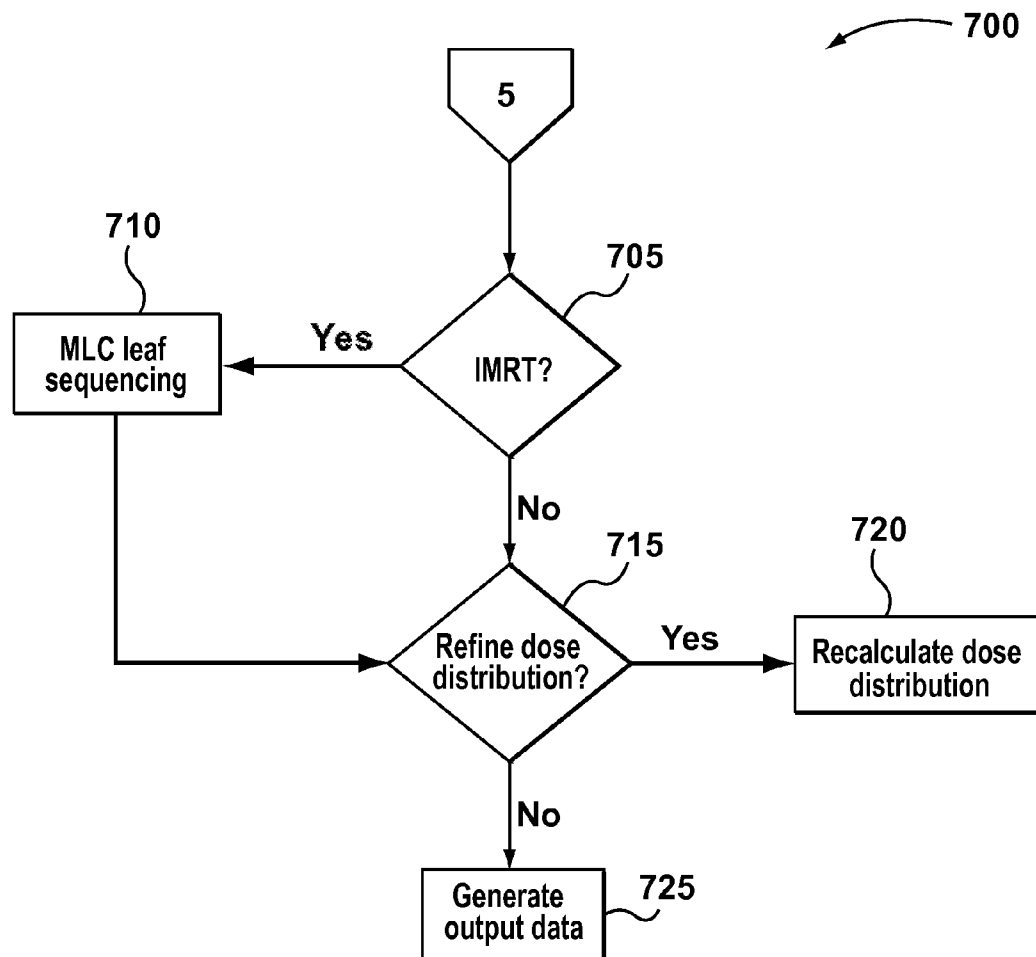 700
5
710
705
Yes
MLC leaf
sequencing
IMRT?
No
715
720
Refine dose
distribution?
Yes
Recalculate dose
distribution
No
Generate
output data
725